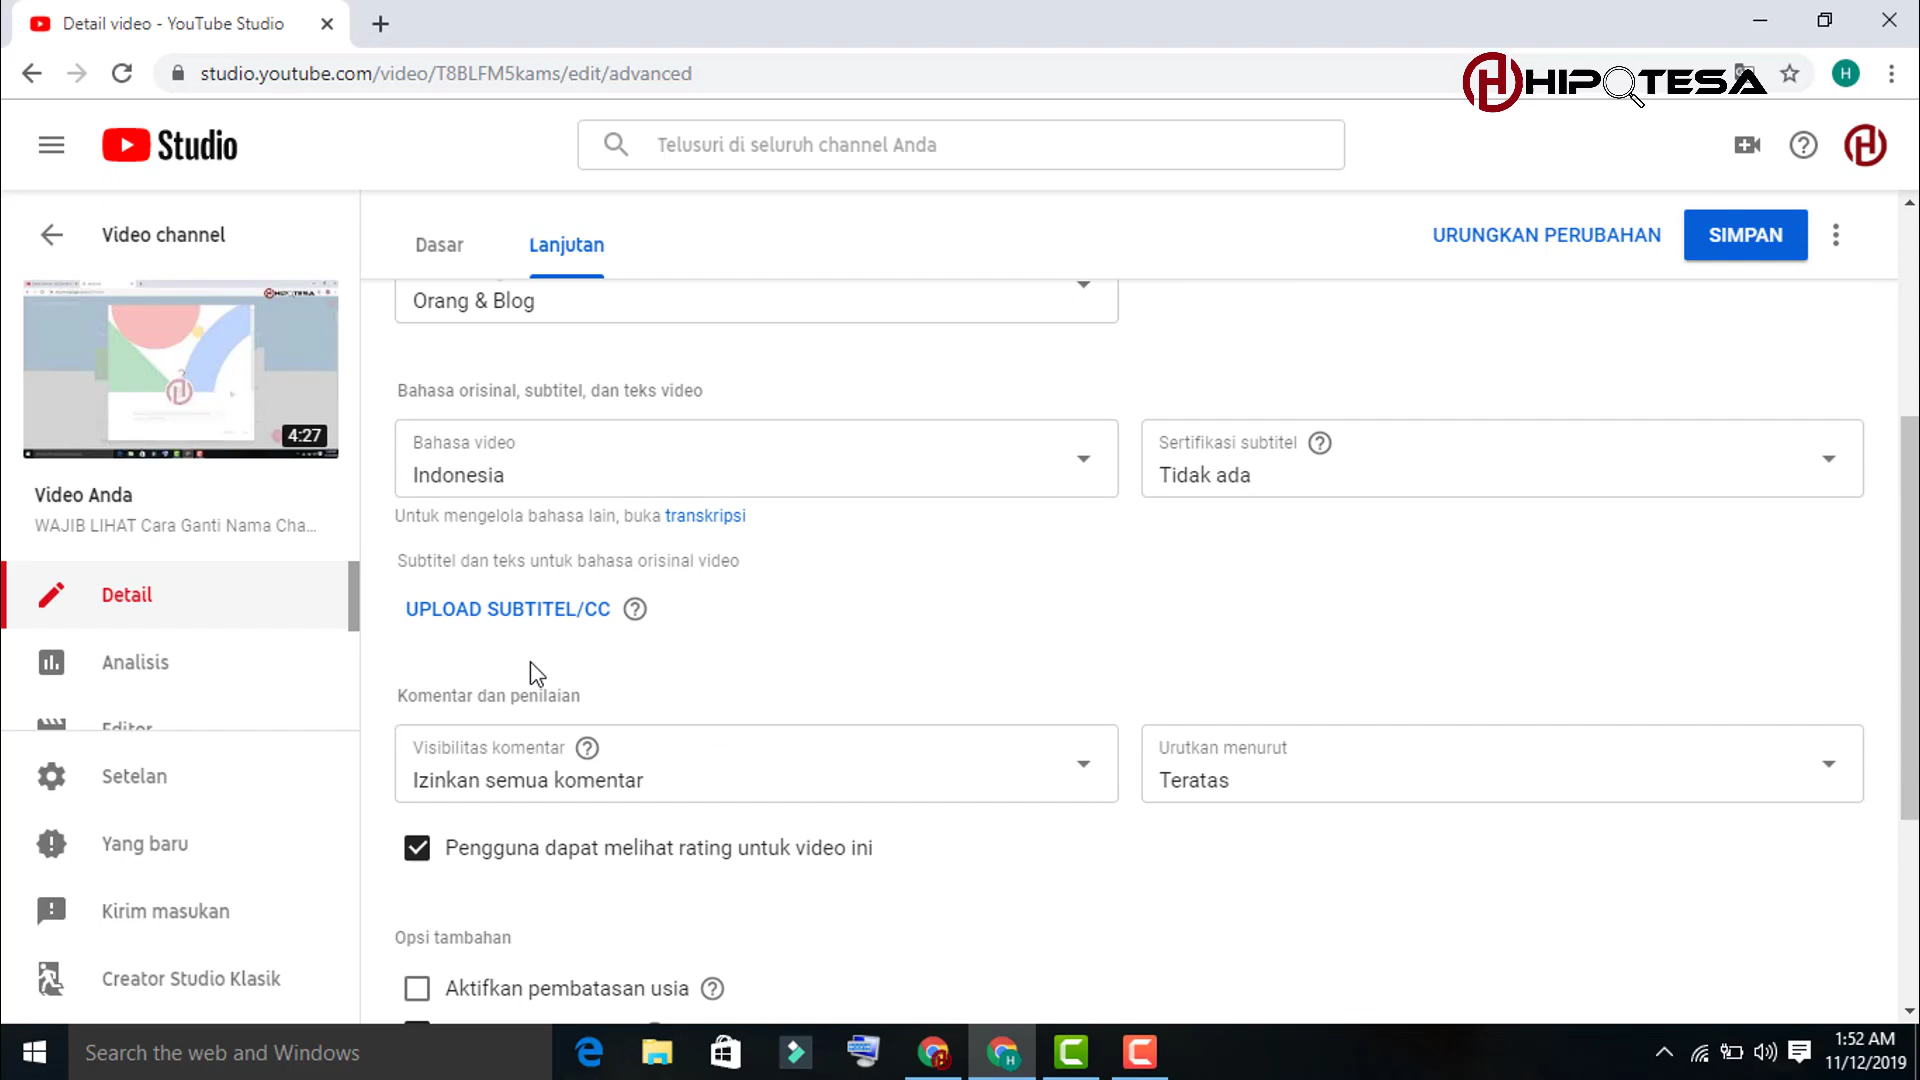 Detail video - YouTube Studio
studio.youtube.com/video/T8BLFM5kams/edit/advanced
H
HIPOTESA
Studio
Telusuri di seluruh channel Anda
Video channel
Dasar
Lanjutan
URUNGKAN PERUBAHAN
SIMPAN
Orang & Blog
HIPOTESA
4:27
Bahasa orisinal, subtitel, dan teks video
Bahasa video
Indonesia
Sertifikasi subtitel
Tidak ada
Video Anda
WAJIB LIHAT Cara Ganti Nama Cha...
Untuk mengelola bahasa lain, buka transkripsi
Subtitel dan teks untuk bahasa orisinal video
Detail
UPLOAD SUBTITEL/CC
Analisis
Komentar dan penilaian
Editor
Visibilitas komentar
Izinkan semua komentar
Urutkan menurut
Teratas
Setelan
Yang baru
Pengguna dapat melihat rating untuk video ini
Kirim masukan
Opsi tambahan
Creator Studio Klasik
Aktifkan pembatasan usia
Search the web and Windows
1:52 AM
11/12/2019